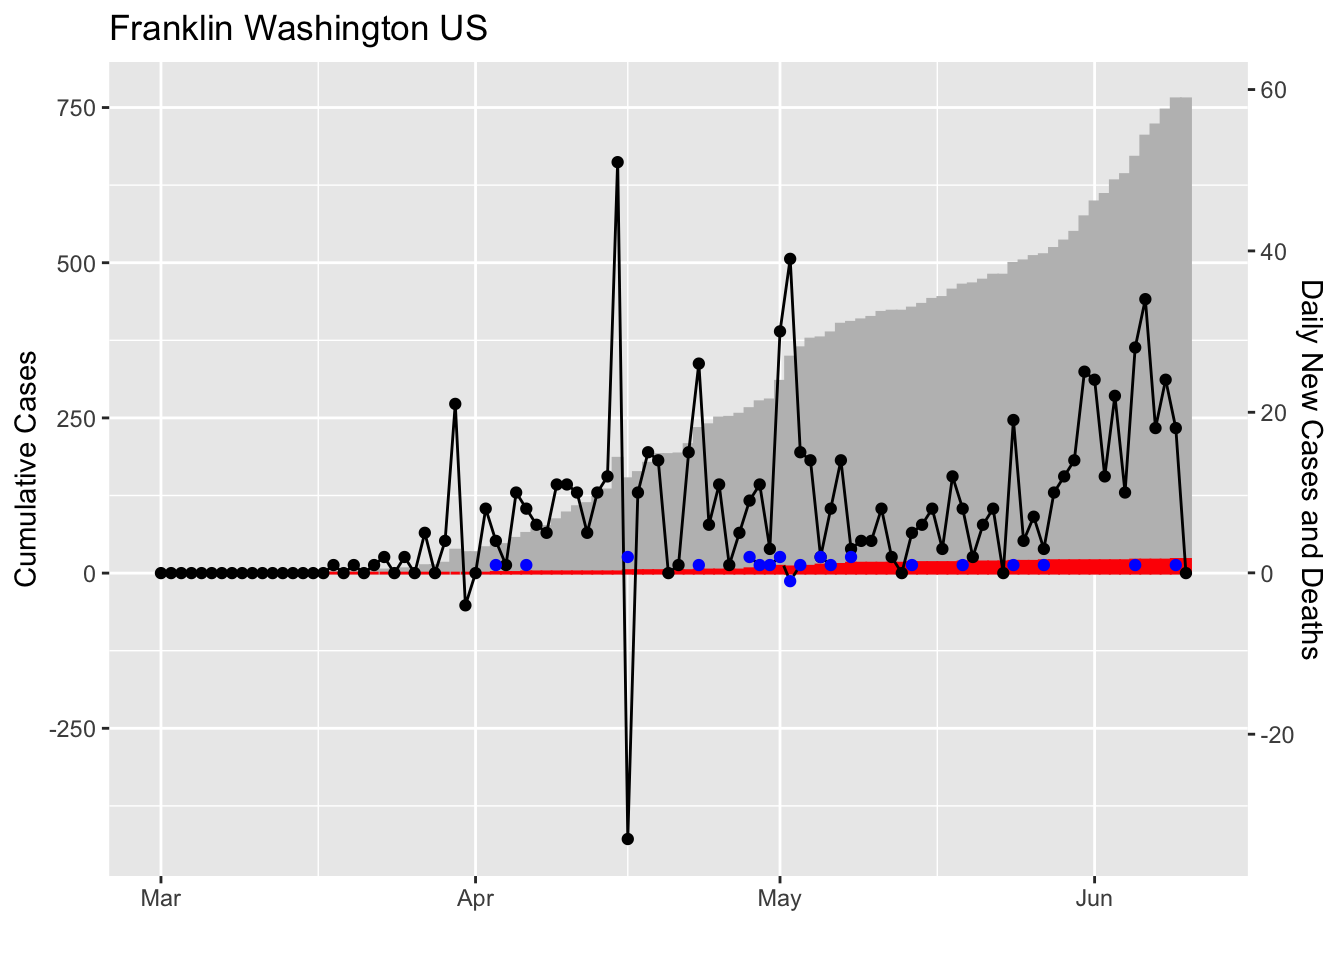 Franklin Washington US
Cumulative Cases
750
500
250
0
-250
60
40
20
0
-20
Daily New Cases and Deaths
Mar
Apr
May
Jun